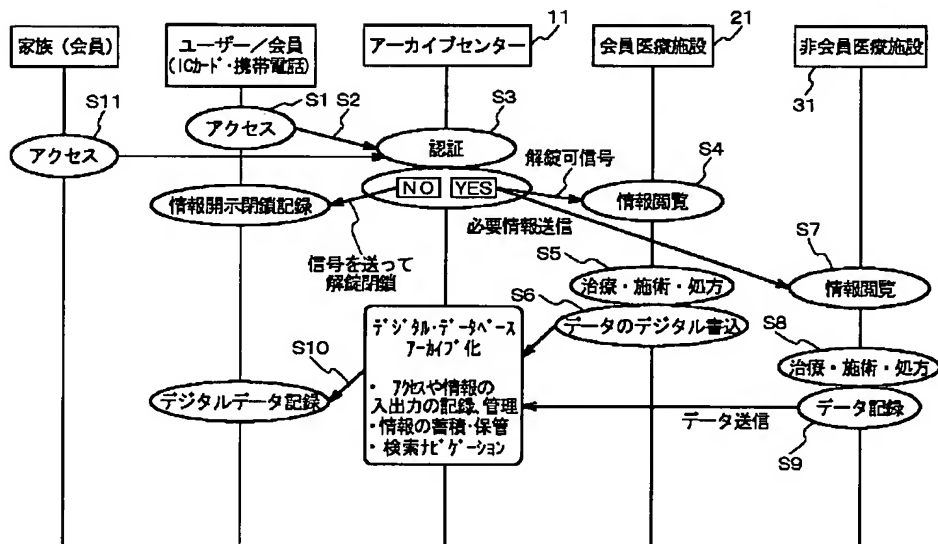 11
21
家族（会員）
ユーザー／会員
(ICｶｰﾄﾞ・携帯電話)
アーカイブセンター
会員医療施設
非会員医療施設
31
S11
S1
S2
S3
アクセス
アクセス
認証
解錠可信号
S4
NO
YES
情報開示閉鎖記録
情報閲覧
必要情報送信
S7
信号を送って
解錠閉鎖
S5
治療・施術・処方
情報閲覧
S6
データのデジタル書込
S8
ﾃﾞｼﾞﾀﾙ・ﾃﾞｰﾀﾍﾞｰｽ
ｱｰｶｲﾌﾞ化
S10
治療・施術・処方
・ ｱｸｾｽや情報の
入出力の記録、管理
・情報の蓄積・保管
・ 検索ﾅﾋﾞｹﾞｰｼｮﾝ
デジタルデータ記録
データ送信
データ記録
S9